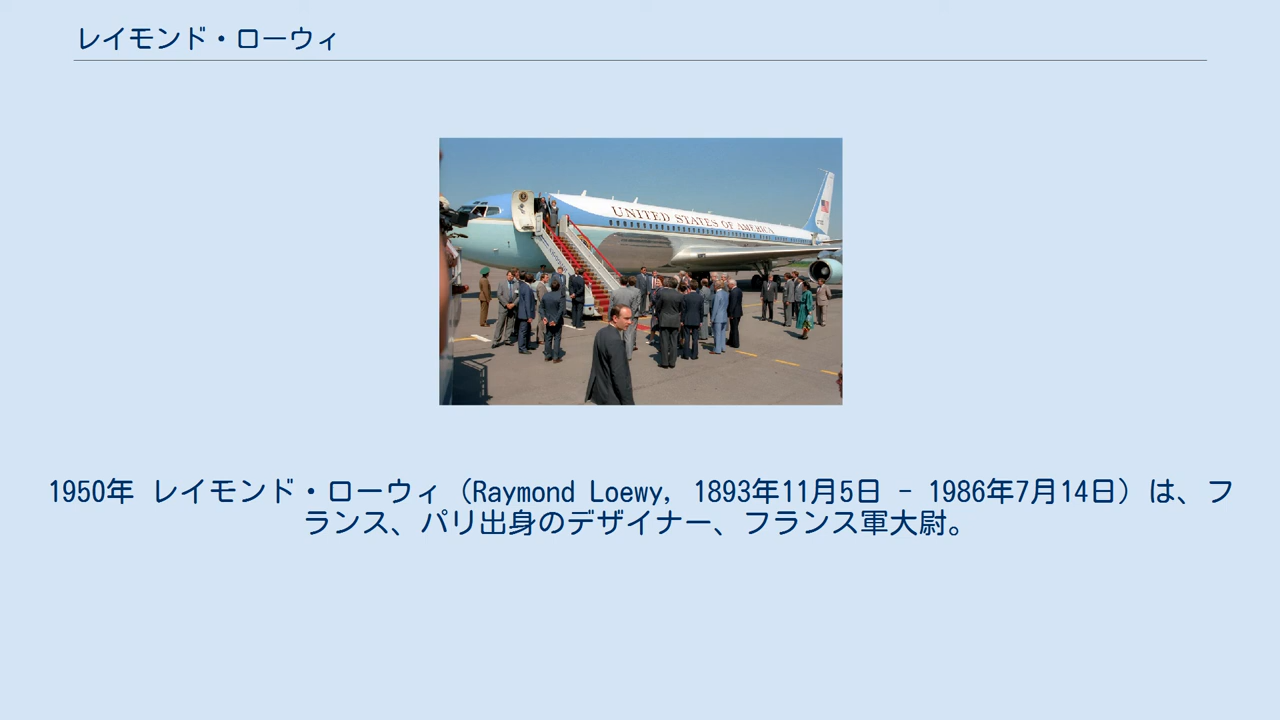 レイモンド・ローウィ
UNITED STATES OF AMERICA
1950年 レイモンド・ローウィ（Raymond Loewy, 1893年11月5日 - 1986年7月14日）は、フ
ランス、パリ出身のデザイナー、フランス軍大尉。